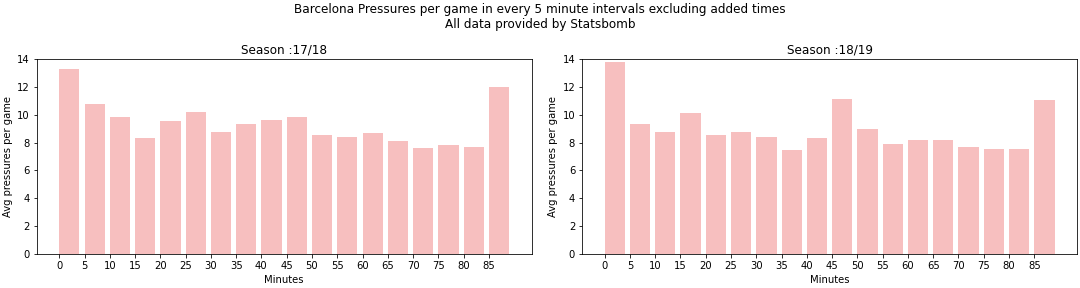 Barcelona Pressures per game in every 5 minute intervals excluding added times
All data provided by Statsbomb
Season :17/18
Avg pressures per game
14
12
10
8
6
4
2
0
0 5 10 15 20 25 30 35 40 45 50 55 60 65 70 75 80 85
Minutes
Season :18/19
Avg pressures per game
14
12
10
8
6
4
2
0
0 5 10 15 20 25 30 35 40 45 50 55 60 65 70 75 80 85
Minutes